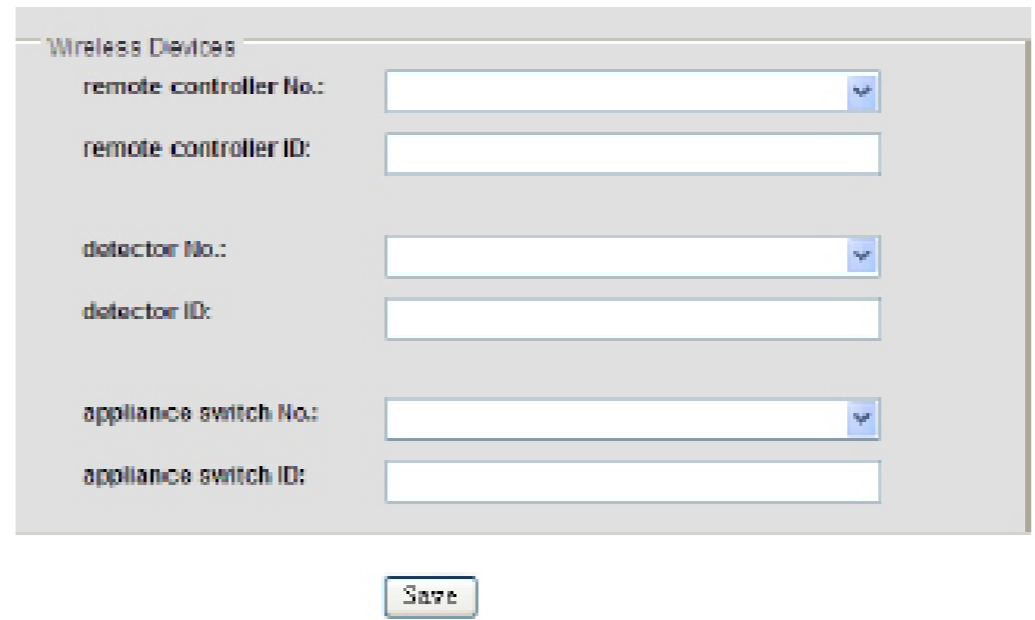 Wireless Devices
remote controller No.:
remote controller ID:
detector No.:
detector ID:
appliance switch No.:
appliance switch ID:
Save